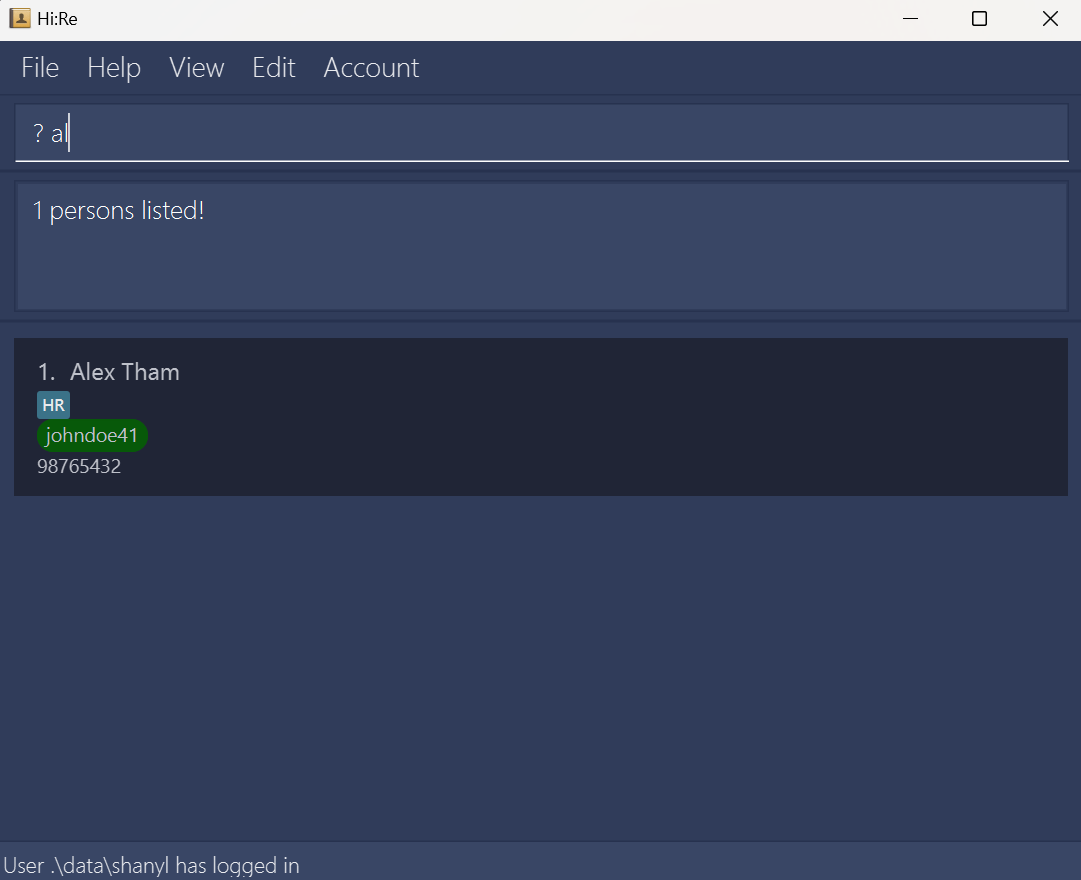 Hi:Re
File Help View Edit Account
? al
1 persons listed!
1. Alex Tham
HR
johndoe41
98765432
User .\data\shanyl has logged in